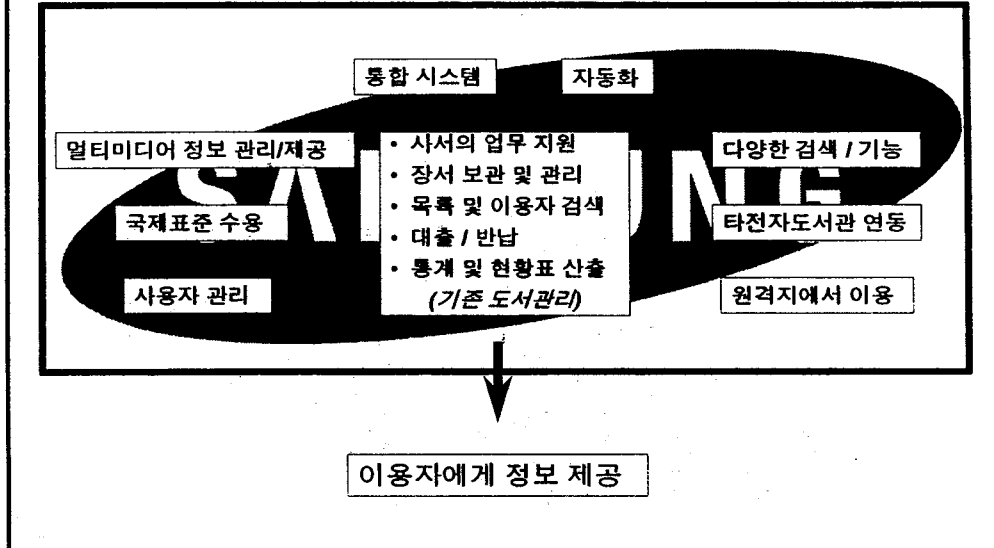 통합 시스템
자동화
멀티미디어 정보 관리/제공
• 사서의 업무 지원
다양한 검색 / 기능
• 장서 보관 및 관리
국제표준 수용
• 목록 및 이용자 검색
타전자도서관 연동
• 대출 / 반납
사용자 관리
• 통계 및 현황표 산출
원격지에서 이용
(기존 도서관리)
이용자에게 정보 제공